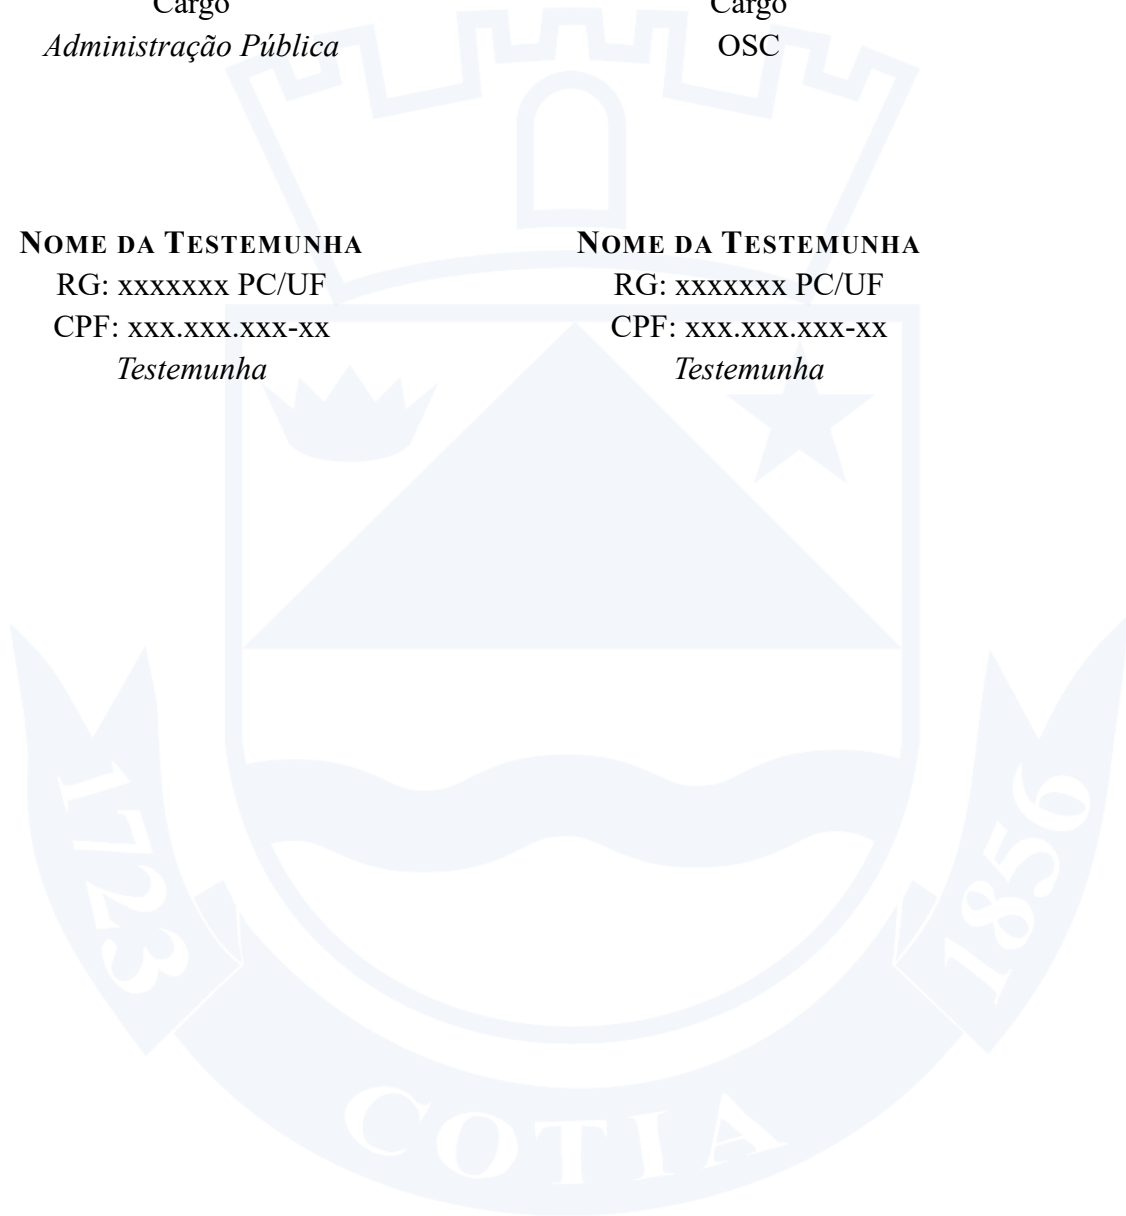 Cargo Cargo
Administração Pública OSC
NOME DA TESTEMUNHA NOME DA TESTEMUNHA
RG: xxxxxxx PC/UF RG: xxxxxxx PC/UF
CPF: xxx.xxx.xxx-xx CPF: xxx.xxx.xxx-xx
Testemunha Testemunha
1723
1856
COTIA